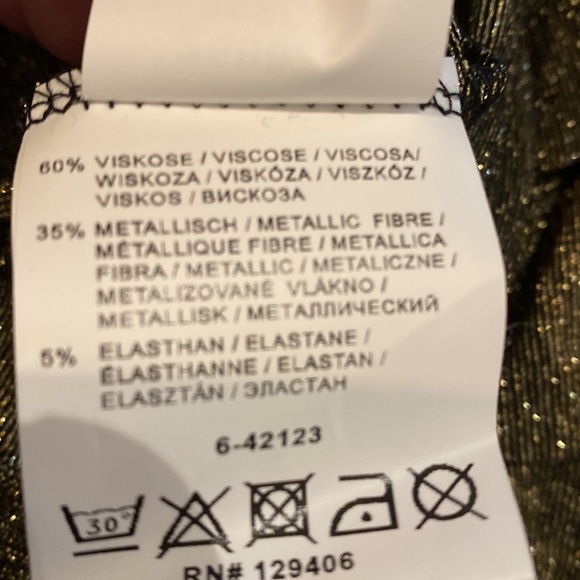 60% VISKOSE / VISCOSE / VISCOSA/
WISKOZA / VISKÓZA / VISZKÓZ /
VISKOS / ВИСКОЗА
35% METALLISCH / METALLIC FIBRE /
MÉTALLIQUE FIBRE / METALLICA
FIBRA / METALLIC / METALICZNE /
METALIZOVANÉ VLÁKNO /
METALLISK / МЕТАЛЛИЧЕСКИЙ
5% ELASTHAN / ELASTANE /
ÉLASTHANNE / ELASTAN /
ELASZTÁN / ЭЛАСТАН
6-42123
30°
RN# 129406